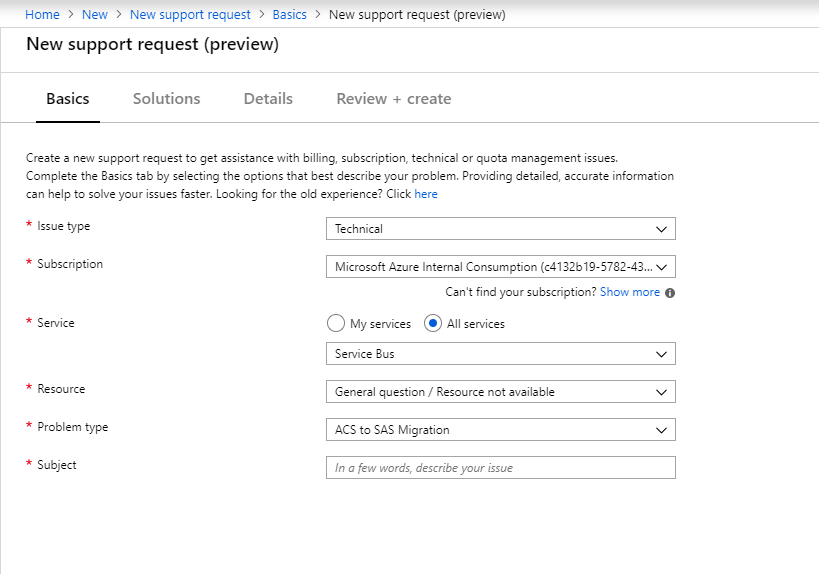 Home > New > New support request > Basics > New support request (preview)
New support request (preview)
Basics Solutions Details Review + create
Create a new support request to get assistance with billing, subscription, technical or quota management issues.
Complete the Basics tab by selecting the options that best describe your problem. Providing detailed, accurate information
can help to solve your issues faster. Looking for the old experience? Click here
* Issue type Technical
* Subscription Microsoft Azure Internal Consumption (c4132b19-5782-43...
Can't find your subscription? Show more
* Service My services All services
Service Bus
* Resource General question / Resource not available
* Problem type ACS to SAS Migration
* Subject In a few words, describe your issue